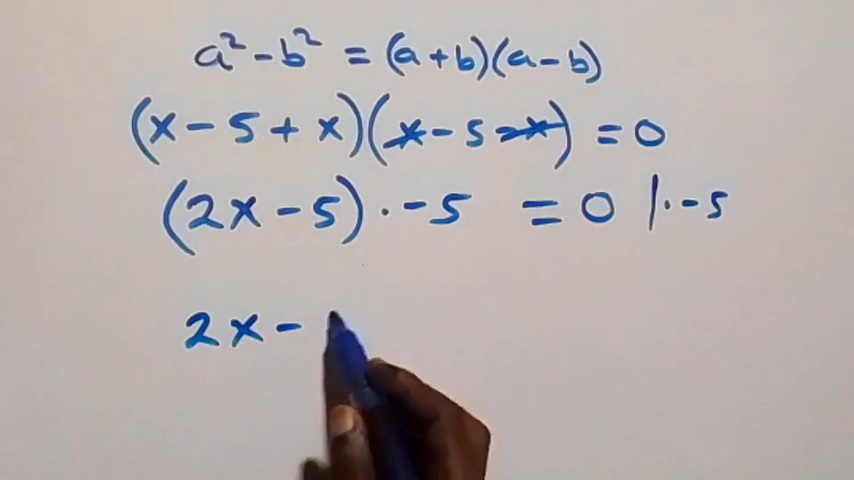 a² - b² = (a + b)(a - b)
(x - 5 + x)(x - 5 - x) = 0
(2x - 5) · -5 = 0 | · -5
2x -